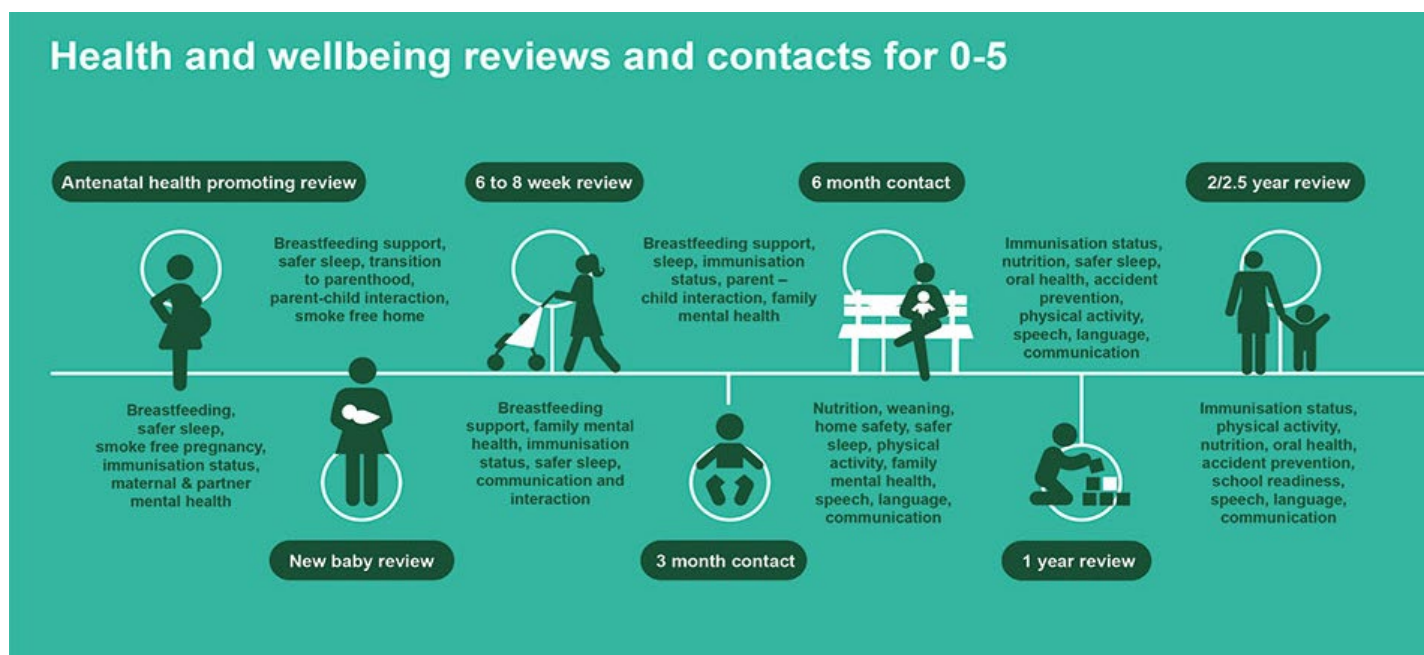 Health and wellbeing reviews and contacts for 0-5
Antenatal health promoting review
Breastfeeding,
safer sleep,
smoke free pregnancy,
immunisation status,
maternal & partner
mental health
Breastfeeding support,
safer sleep, transition
to parenthood,
parent-child interaction,
smoke free home
New baby review
6 to 8 week review
Breastfeeding
support, family mental
health, immunisation
status, safer sleep,
communication and
interaction
Breastfeeding support,
sleep, immunisation
status, parent –
child interaction, family
mental health
3 month contact
6 month contact
Nutrition, weaning,
home safety, safer
sleep, physical
activity, family
mental health,
speech, language,
communication
Immunisation status,
nutrition, safer sleep,
oral health, accident
prevention,
physical activity,
speech, language,
communication
1 year review
2/2.5 year review
Immunisation status,
physical activity,
nutrition, oral health,
accident prevention,
school readiness,
speech, language,
communication